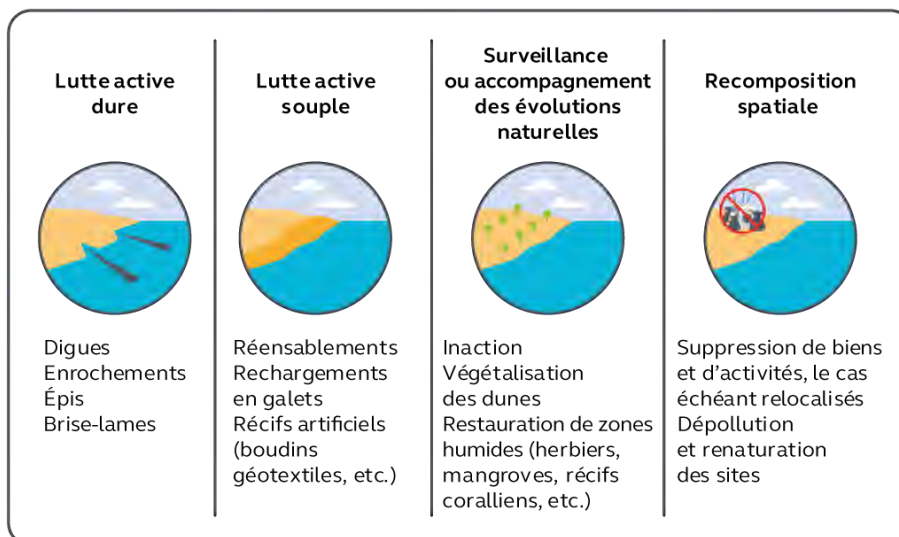 Lutte active
dure
Digues
Enrochements
Épis
Brise-lames
Lutte active
souple
Réensablements
Rechargements
en galets
Récifs artificiels
(boudins
géotextiles, etc.)
Surveillance
ou accompagnement
des évolutions
naturelles
Inaction
Végétalisation
des dunes
Restauration de zones
humides (herbiers,
mangroves, récifs
coralliens, etc.)
Recomposition
spatiale
Suppression de biens
et d’activités, le cas
échéant relocalisés
Dépollution
et renaturation
des sites